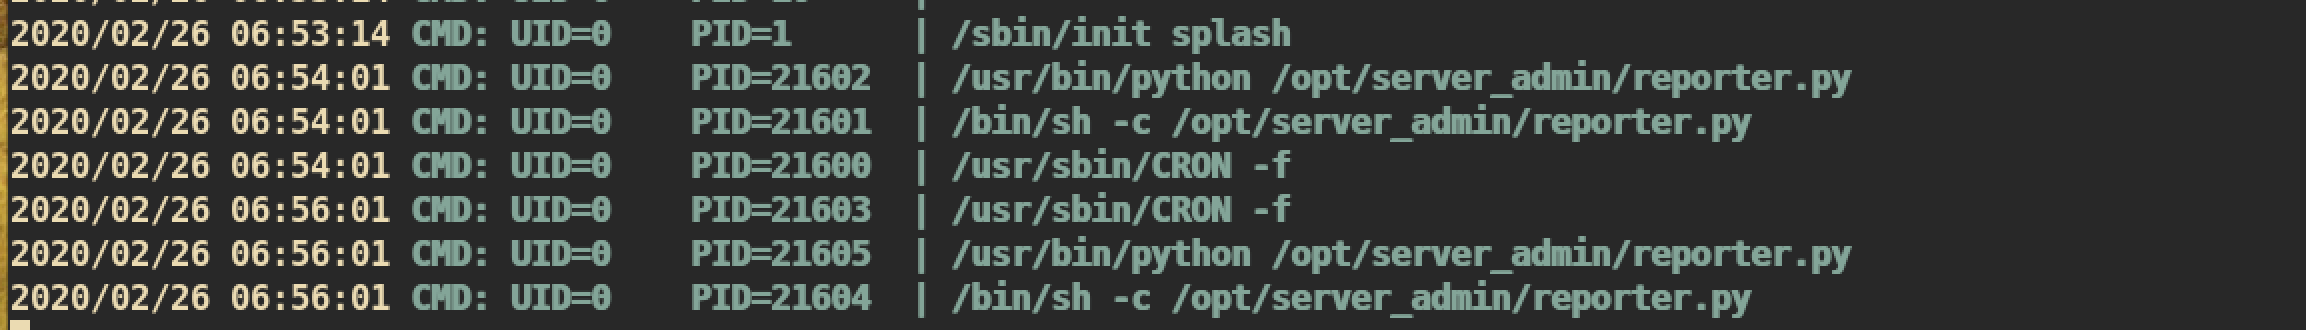 2020/02/26 06:53:14 CMD: UID=0    PID=1      | /sbin/init splash
2020/02/26 06:54:01 CMD: UID=0    PID=21602  | /usr/bin/python /opt/server_admin/reporter.py
2020/02/26 06:54:01 CMD: UID=0    PID=21601  | /bin/sh -c /opt/server_admin/reporter.py
2020/02/26 06:54:01 CMD: UID=0    PID=21600  | /usr/sbin/CRON -f
2020/02/26 06:56:01 CMD: UID=0    PID=21603  | /usr/sbin/CRON -f
2020/02/26 06:56:01 CMD: UID=0    PID=21605  | /usr/bin/python /opt/server_admin/reporter.py
2020/02/26 06:56:01 CMD: UID=0    PID=21604  | /bin/sh -c /opt/server_admin/reporter.py